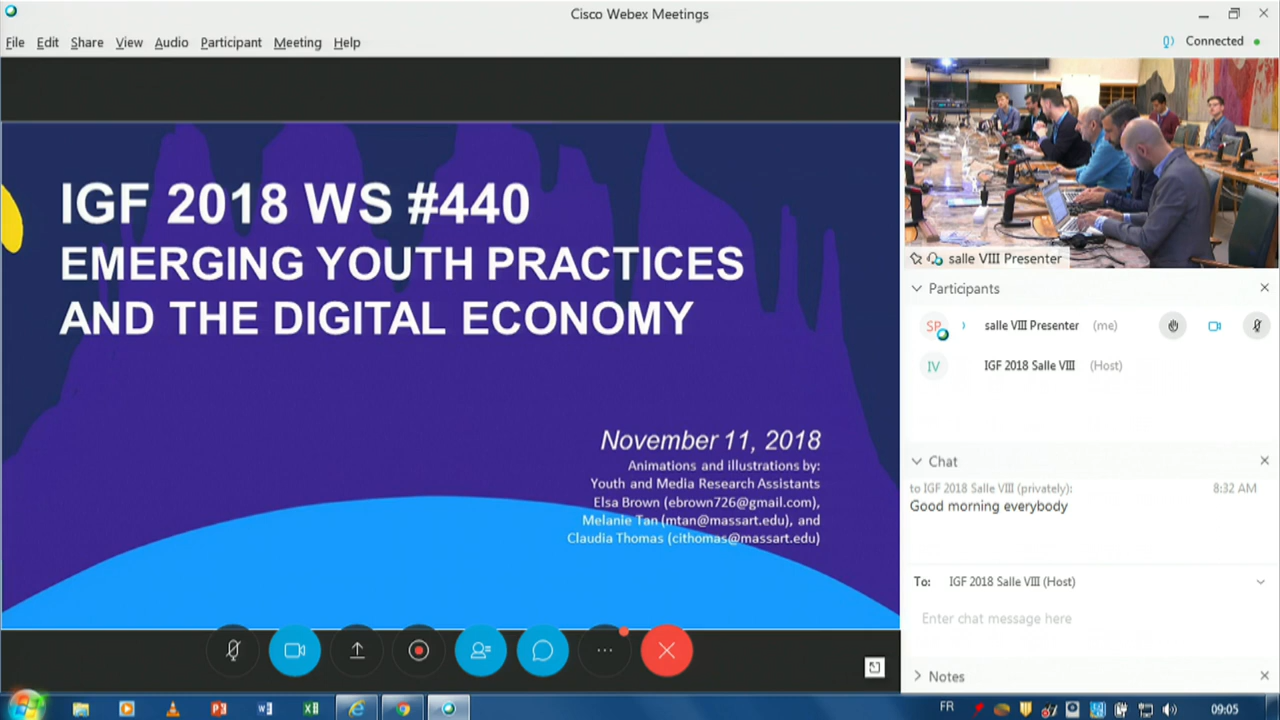 Cisco Webex Meetings
File Edit Share View Audio Participant Meeting Help
Connected
IGF 2018 WS #440
EMERGING YOUTH PRACTICES
AND THE DIGITAL ECONOMY
November 11, 2018
Animations and illustrations by:
Youth and Media Research Assistants
Elsa Brown (ebrown726@gmail.com),
Melanie Tan (mtan@massart.edu), and
Claudia Thomas (cithomas@massart.edu)
salle VIII Presenter
Participants
SP salle VIII Presenter (me)
IV IGF 2018 Salle VIII (Host)
Chat
to IGF 2018 Salle VIII (privately): 8:32 AM
Good morning everybody
To: IGF 2018 Salle VIII (Host)
Enter chat message here
Notes
FR 09:05